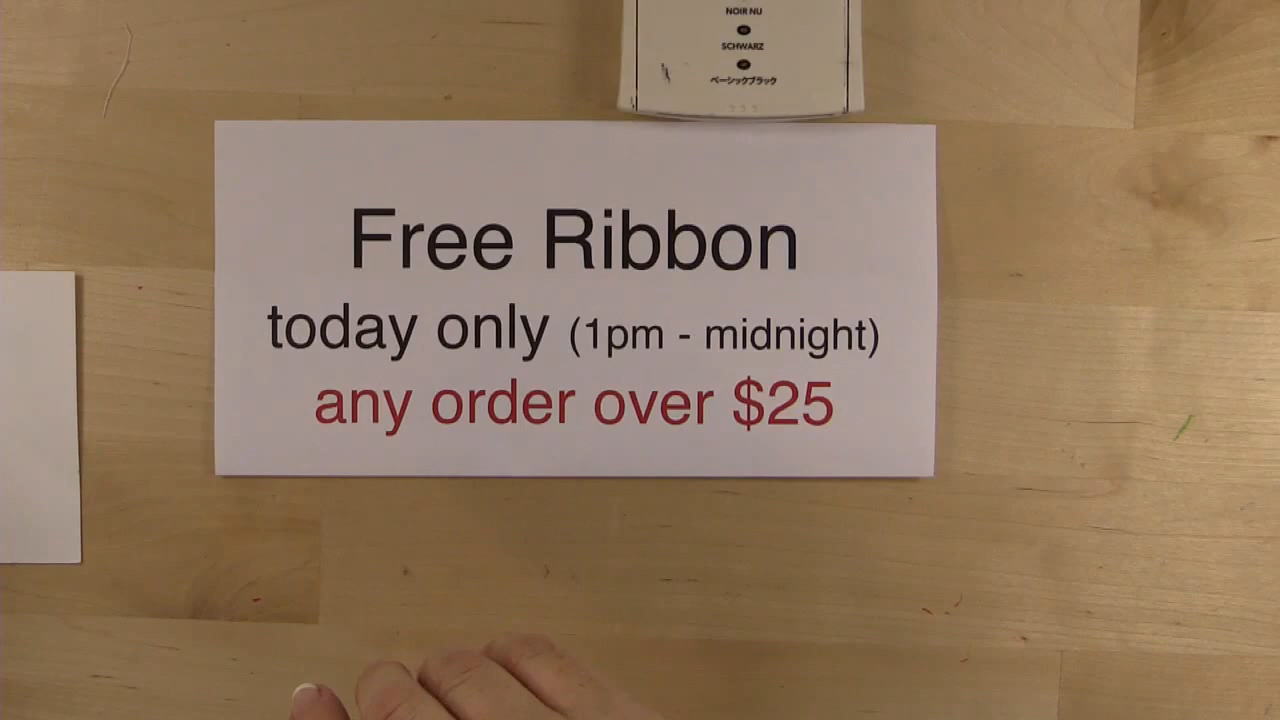 NOIR NU
SCHWARZ
ベーシックブラック
Free Ribbon
today only (1pm - midnight)
any order over $25